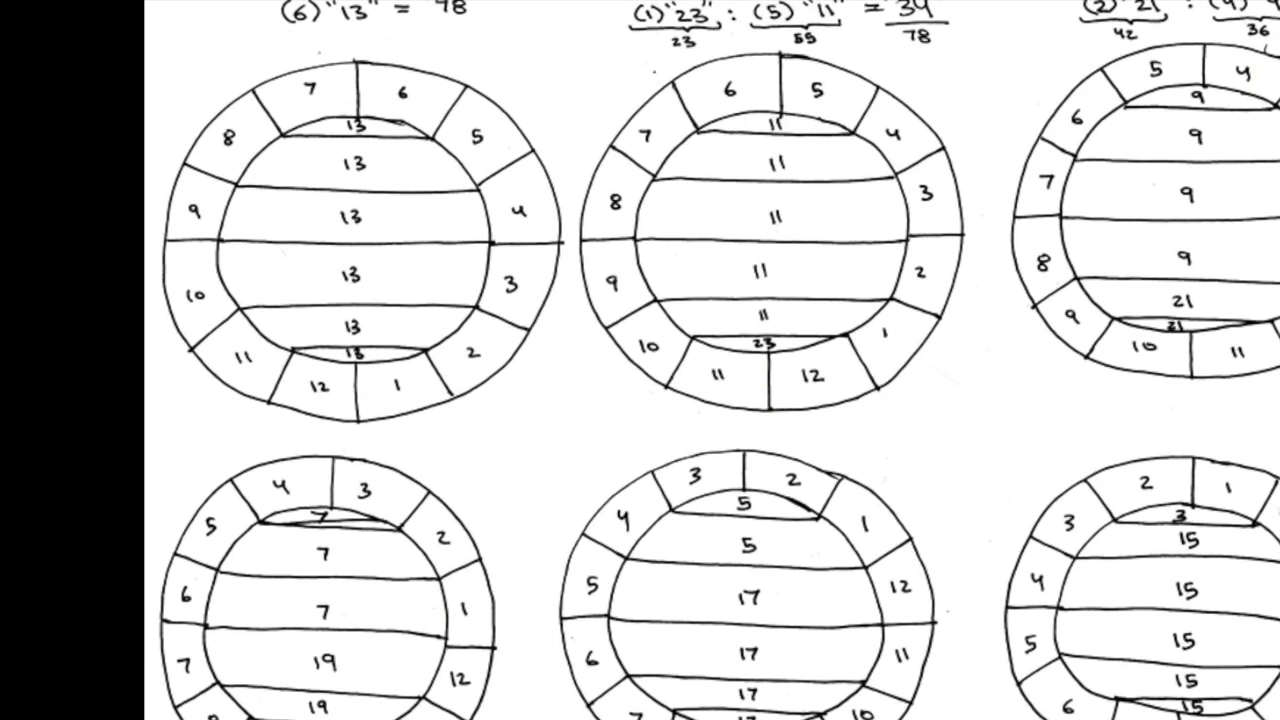 (6) "13" = 78
(1) "23" : (5) "11" = 34
23 55 78
(2) "21"
42 36
7 6
8 13 5
13
9 13 4
10 13 3
13
11 13 2
12 1
6 5
7 11 4
11
8 11 3
9 11 2
11
10 23 1
11 12
5 4
6 9
9
7 9
8 9
21
9 21
10 11
4 3
5 7 2
7
6 7 1
7 19 12
19
3 2
4 5 1
5
5 17 12
6 17 11
17
7 17 10
2 1
3 3
15
4 15
5 15
15
6 15